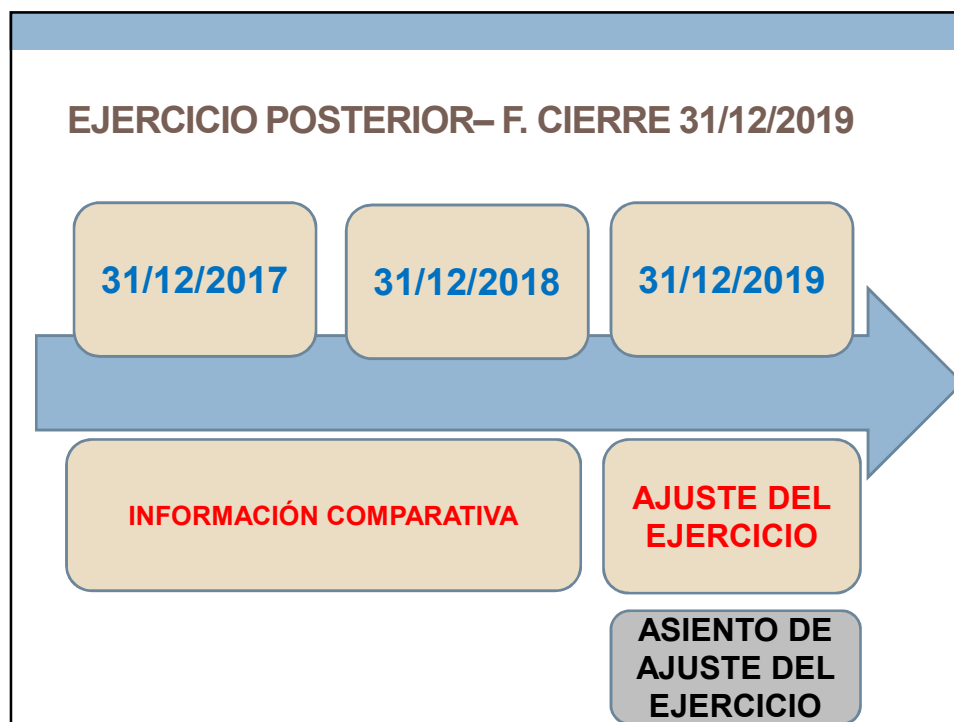 EJERCICIO POSTERIOR– F. CIERRE 31/12/2019
31/12/2017
31/12/2018
31/12/2019
INFORMACIÓN COMPARATIVA
AJUSTE DEL
EJERCICIO
ASIENTO DE
AJUSTE DEL
EJERCICIO